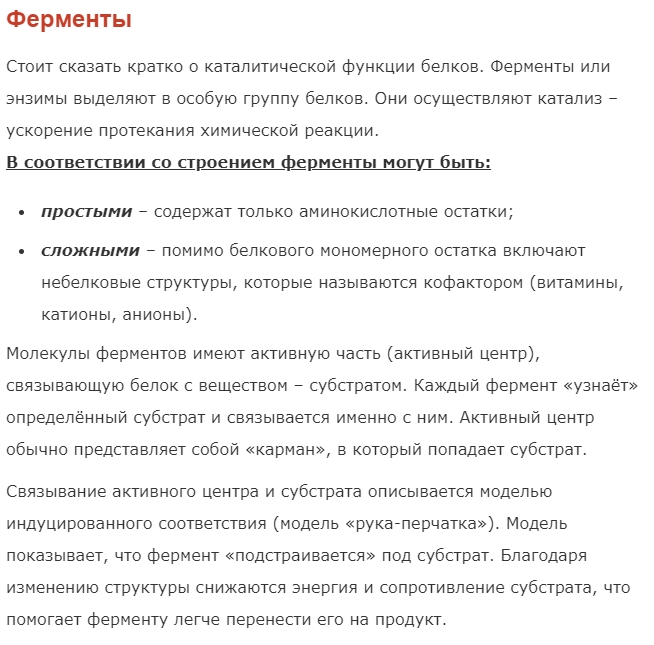 Ферменты
Стоит сказать кратко о каталитической функции белков. Ферменты или
энзимы выделяют в особую группу белков. Они осуществляют катализ –
ускорение протекания химической реакции.
В соответствии со строением ферменты могут быть:
• простыми – содержат только аминокислотные остатки;
• сложными – помимо белкового мономерного остатка включают
небелковые структуры, которые называются кофактором (витамины,
катионы, анионы).
Молекулы ферментов имеют активную часть (активный центр),
связывающую белок с веществом – субстратом. Каждый фермент «узнаёт»
определённый субстрат и связывается именно с ним. Активный центр
обычно представляет собой «карман», в который попадает субстрат.
Связывание активного центра и субстрата описывается моделью
индуцированного соответствия (модель «рука-перчатка»). Модель
показывает, что фермент «подстраивается» под субстрат. Благодаря
изменению структуры снижаются энергия и сопротивление субстрата, что
помогает ферменту легче перенести его на продукт.